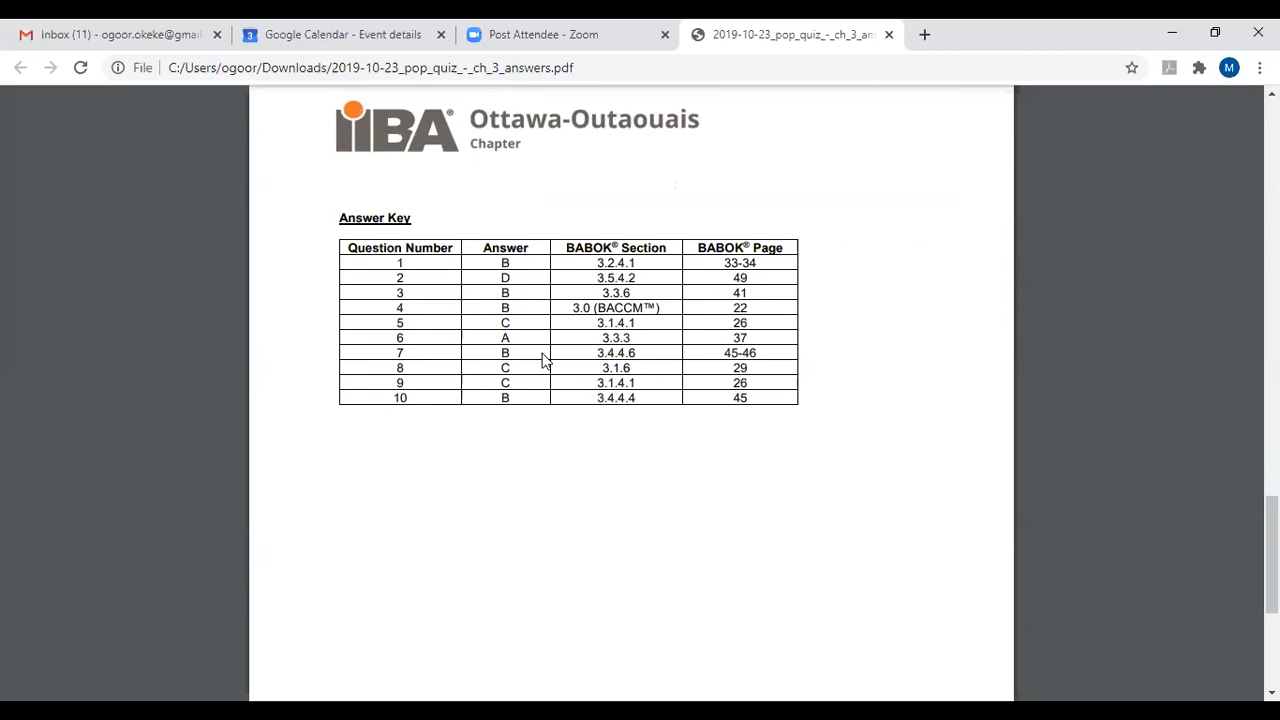 Inbox (11) - ogoor.okeke@gmail
Google Calendar - Event details
Post Attendee - Zoom
2019-10-23_pop_quiz_-_ch_3_ans
File C:/Users/ogoor/Downloads/2019-10-23_pop_quiz_-_ch_3_answers.pdf
M
iiBA® Ottawa-Outaouais
Chapter
Answer Key
Question Number Answer BABOK® Section BABOK® Page
1 B 3.2.4.1 33-34
2 D 3.5.4.2 49
3 B 3.3.6 41
4 B 3.0 (BACCM™) 22
5 C 3.1.4.1 26
6 A 3.3.3 37
7 B 3.4.4.6 45-46
8 C 3.1.6 29
9 C 3.1.4.1 26
10 B 3.4.4.4 45